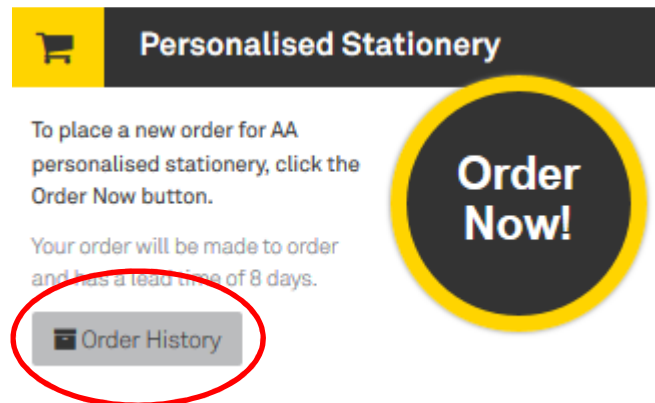 Personalised Stationery
To place a new order for AA
personalised stationery, click the
Order Now button.
Your order will be made to order
and has a lead time of 8 days.
Order History
Order
Now!